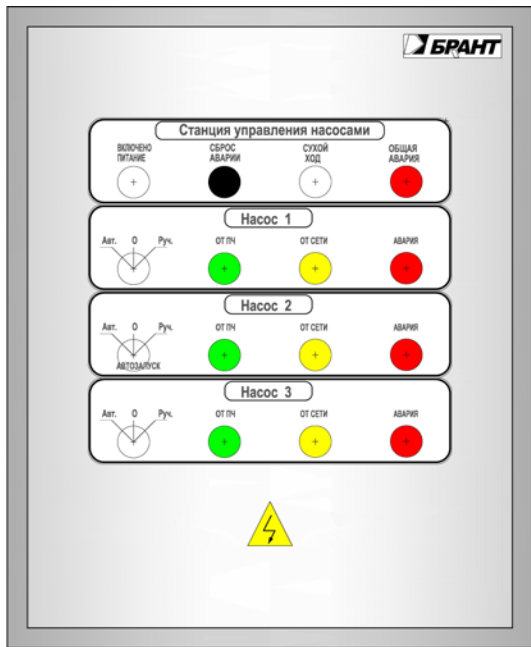 БРАНТ
Станция управления насосами
ВКЛЮЧЕНО ПИТАНИЕ
СБРОС АВАРИИ
СУХОЙ ХОД
ОБЩАЯ АВАРИЯ
Насос 1
Авт. О Руч. ОТ ПЧ ОТ СЕТИ АВАРИЯ
Насос 2
Авт. О Руч. ОТ ПЧ ОТ СЕТИ АВАРИЯ
АВТОЗАПУСК
Насос 3
Авт. О Руч. ОТ ПЧ ОТ СЕТИ АВАРИЯ